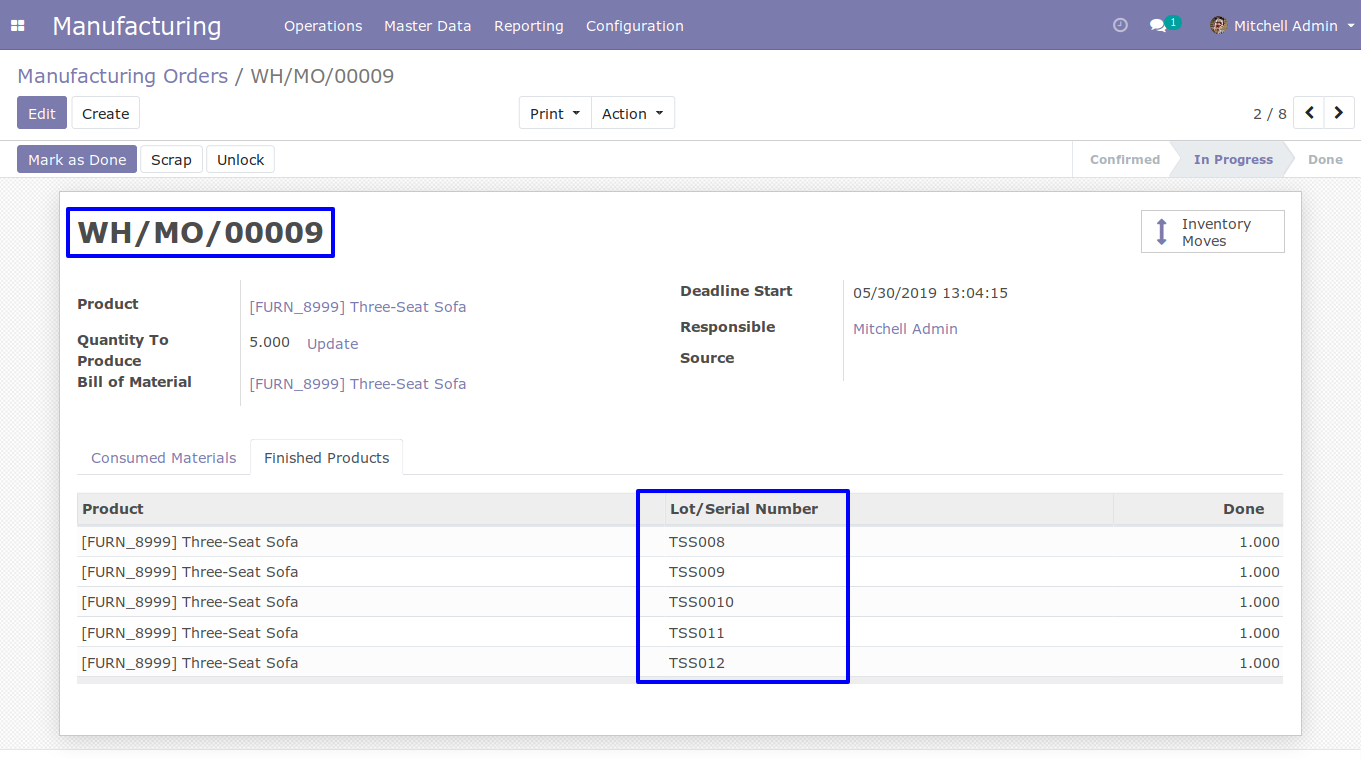 Manufacturing Operations Master Data Reporting Configuration 1 Mitchell Admin
Manufacturing Orders / WH/MO/00009
Edit Create Print Action 2 / 8
Mark as Done Scrap Unlock Confirmed In Progress Done
WH/MO/00009
Inventory
Moves
Product [FURN_8999] Three-Seat Sofa
Quantity To
Produce
5.000 Update
Bill of Material [FURN_8999] Three-Seat Sofa
Deadline Start 05/30/2019 13:04:15
Responsible Mitchell Admin
Source
Consumed Materials Finished Products
Product Lot/Serial Number Done
[FURN_8999] Three-Seat Sofa TSS008 1.000
[FURN_8999] Three-Seat Sofa TSS009 1.000
[FURN_8999] Three-Seat Sofa TSS0010 1.000
[FURN_8999] Three-Seat Sofa TSS011 1.000
[FURN_8999] Three-Seat Sofa TSS012 1.000